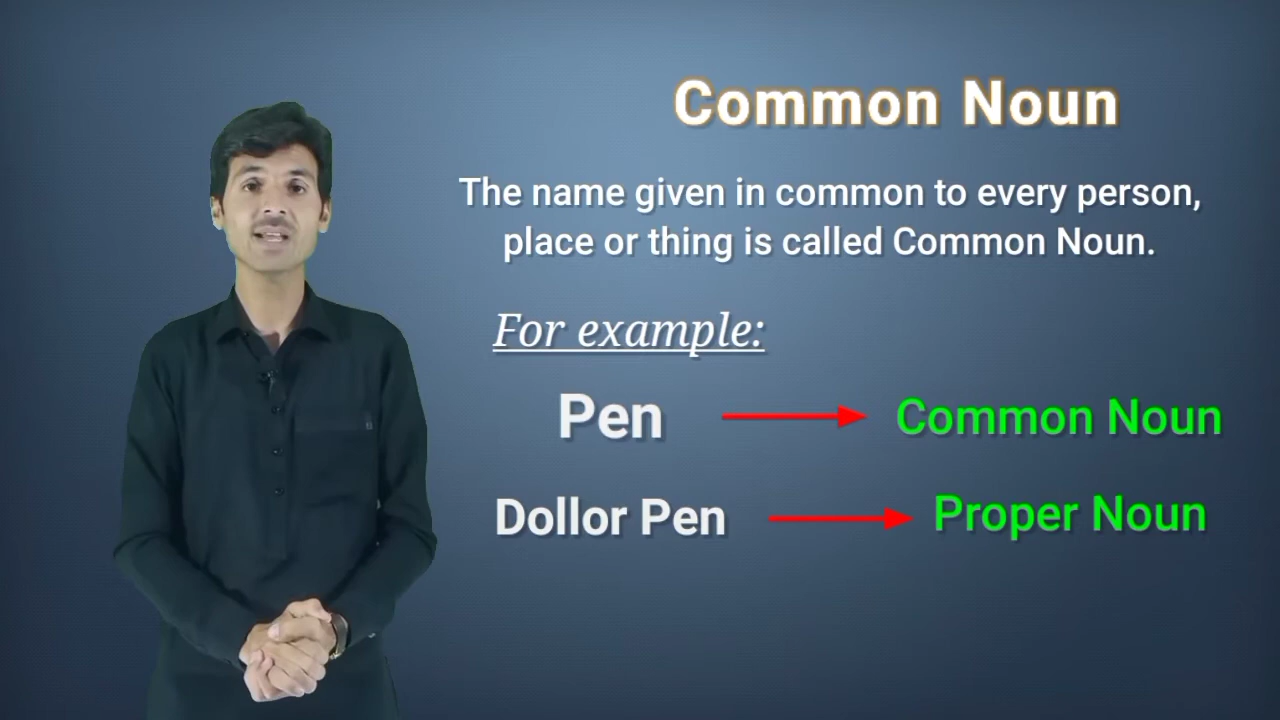 Common Noun
The name given in common to every person,
place or thing is called Common Noun.
For example:
Pen → Common Noun
Dollor Pen → Proper Noun